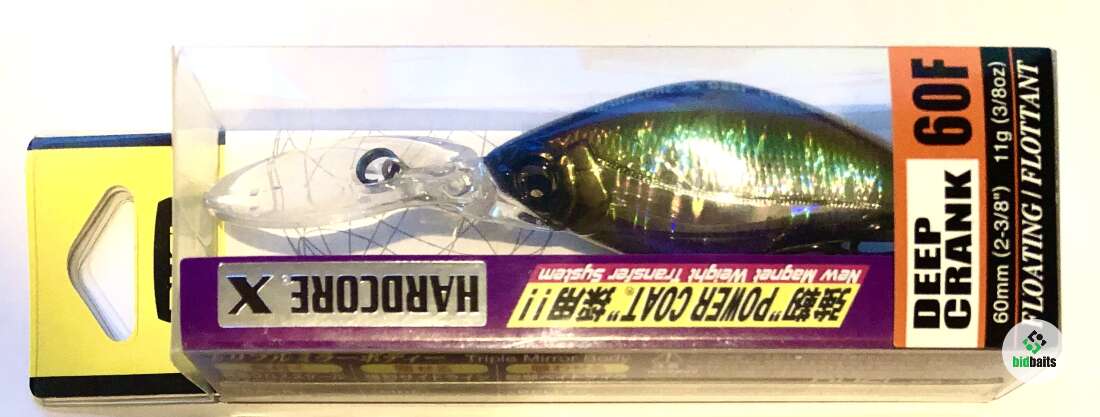 DEEP
CRANK
60F
60mm (2-3/8") 11g (3/8oz)
FLOATING / FLOTTANT
HARDCORE® X
強靭"POWER COAT"®採用!!
New Magnet Weight Transfer System
Triple Mirror Body
bidbaits